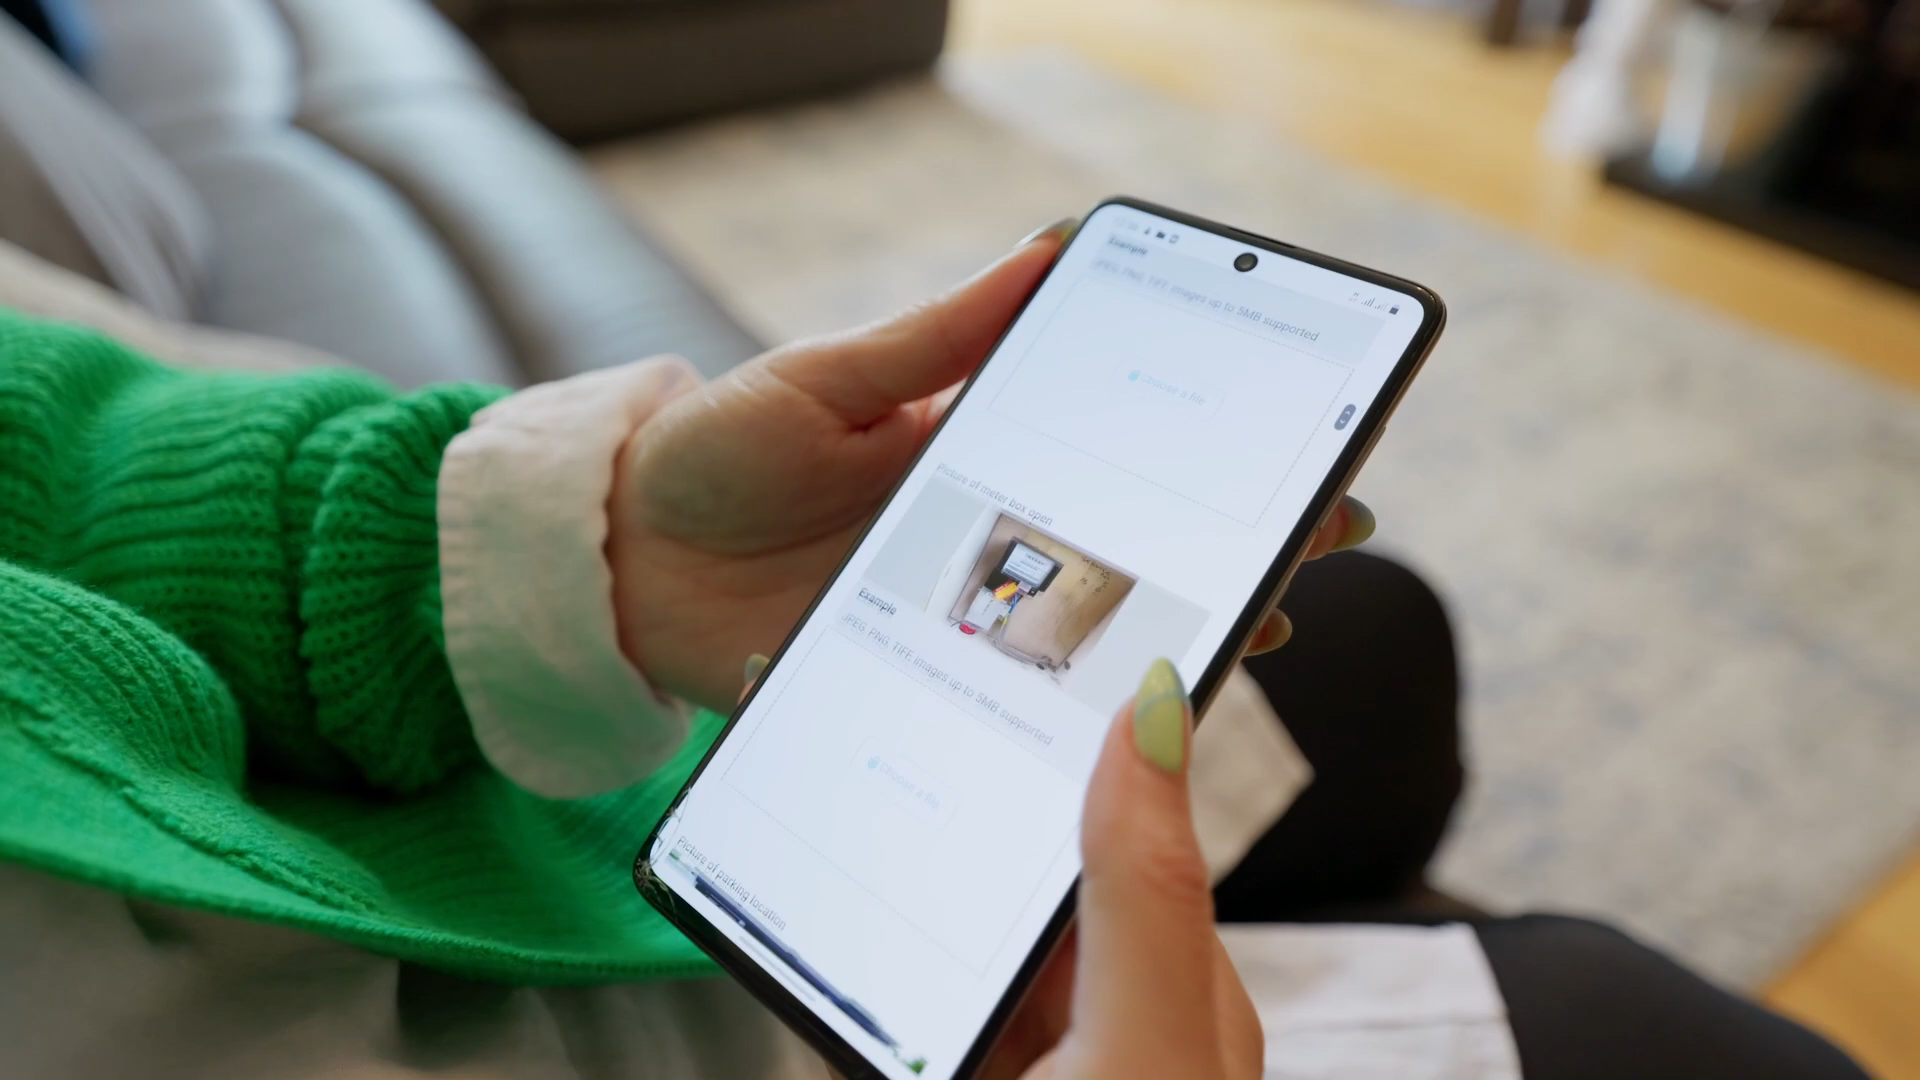 Example
JPEG, PNG, TIFF images up to 5MB supported
Choose a file
Picture of meter box open
Example
JPEG, PNG, TIFF images up to 5MB supported
Choose a file
Picture of parking location